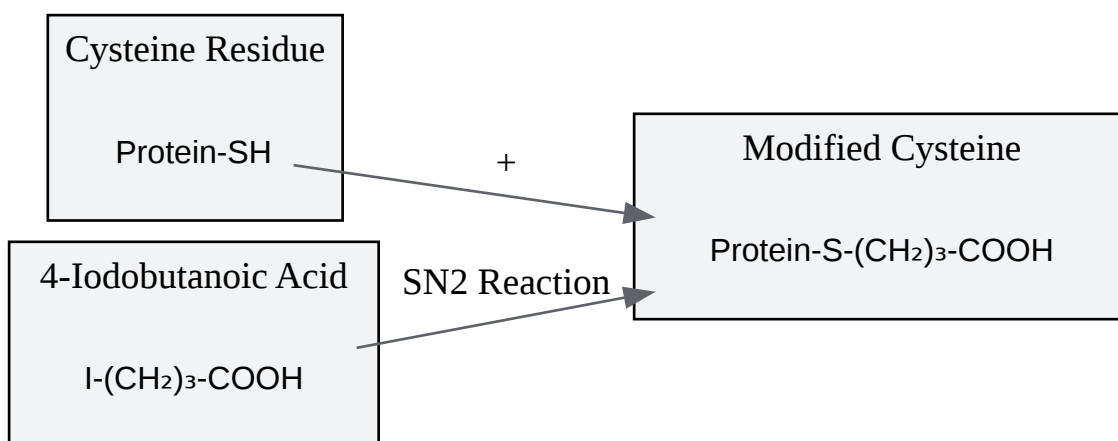 Cysteine Residue
Protein-SH
+
Modified Cysteine
Protein-S-(CH₂)₃-COOH
4-Iodobutanoic Acid
SN2 Reaction
I-(CH₂)₃-COOH